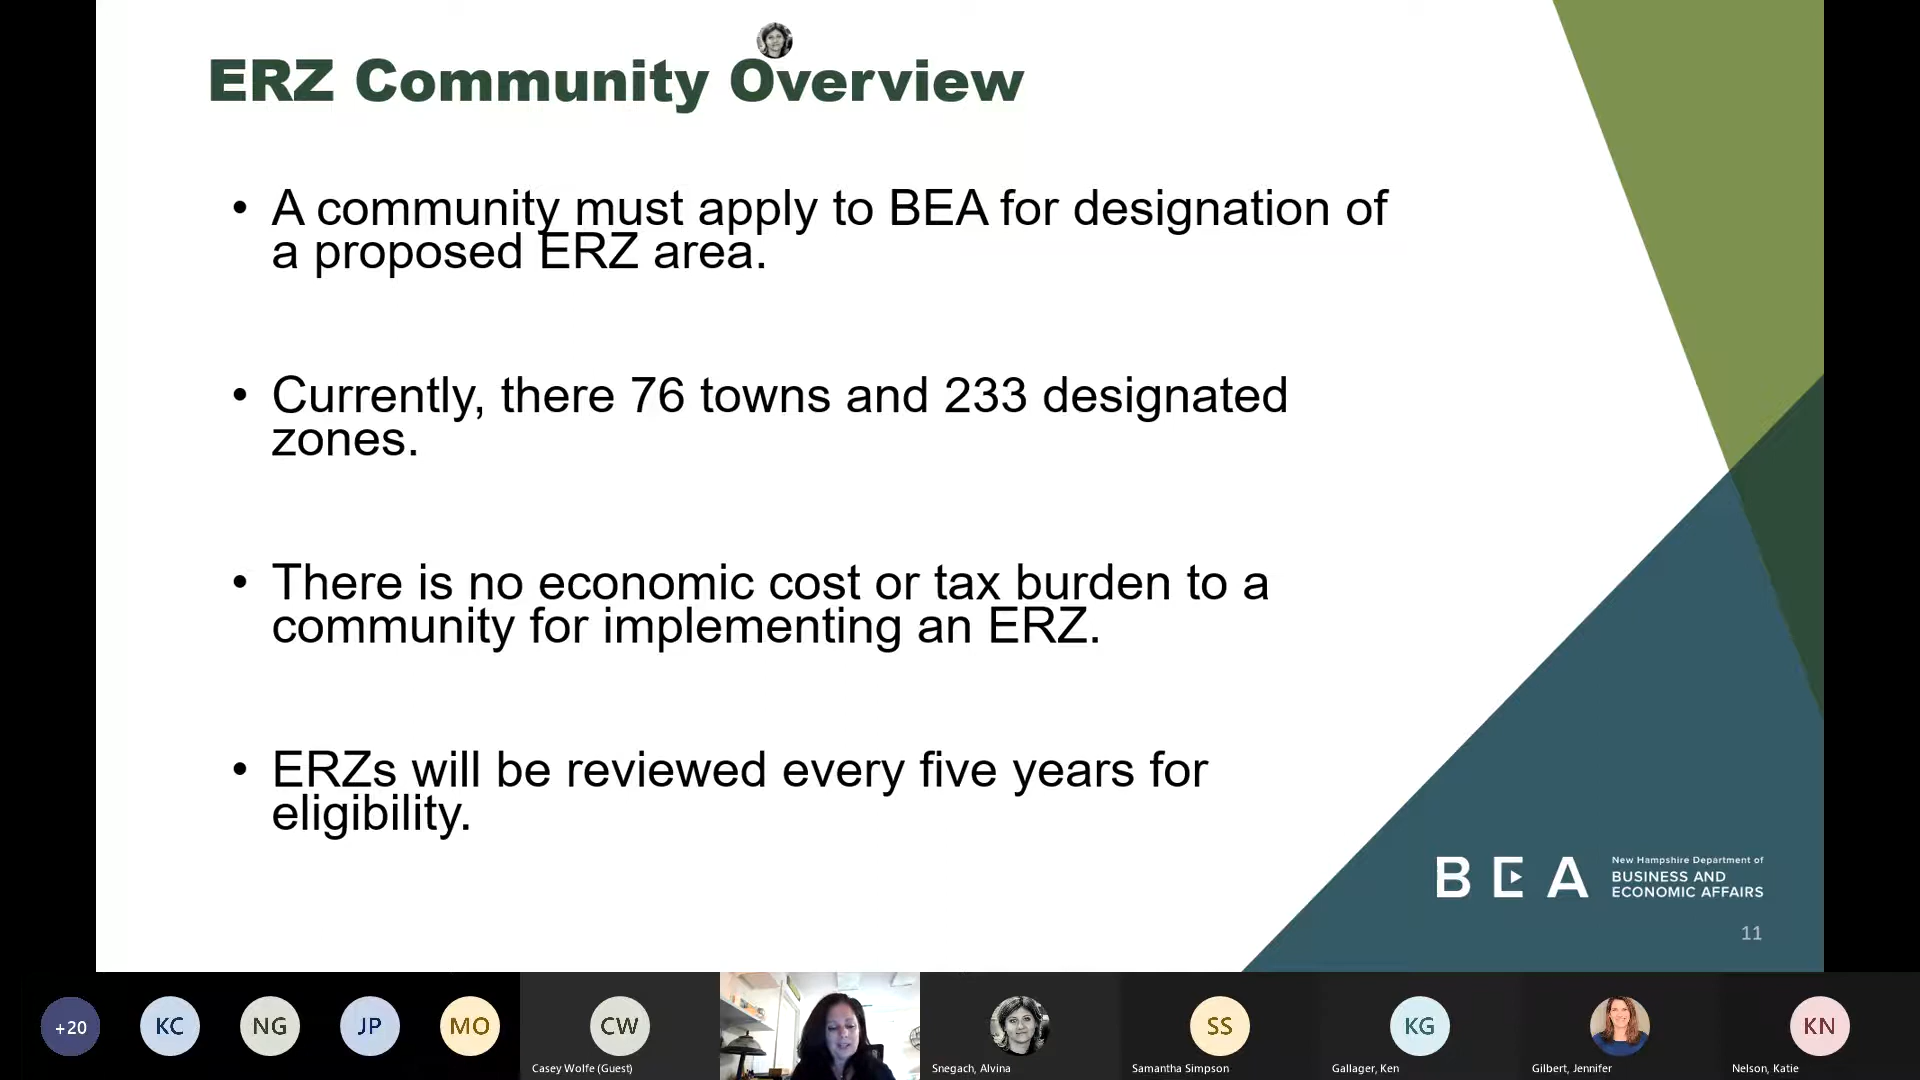 ERZ Community Overview
• A community must apply to BEA for designation of
a proposed ERZ area.
• Currently, there 76 towns and 233 designated
zones.
• There is no economic cost or tax burden to a
community for implementing an ERZ.
• ERZs will be reviewed every five years for
eligibility.
BEA
New Hampshire Department of
BUSINESS AND
ECONOMIC AFFAIRS
11
+20
KC
NG
JP
MO
CW
SS
KG
KN
Casey Wolfe (Guest)
Snegach, Alvina
Samantha Simpson
Gallager, Ken
Gilbert, Jennifer
Nelson, Katie